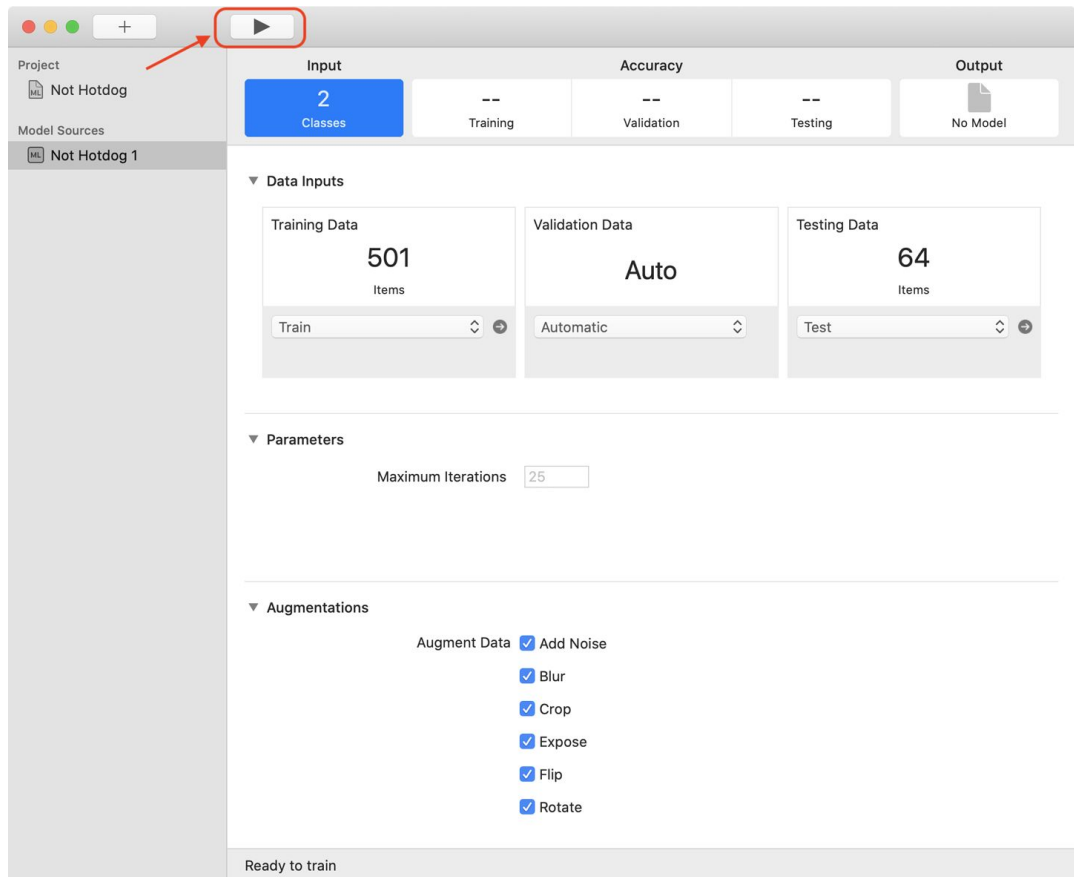 +
Project
ML Not Hotdog
Model Sources
ML Not Hotdog 1
Input Accuracy Output
2 -- -- --
Classes Training Validation Testing No Model
Data Inputs
Training Data Validation Data Testing Data
501 Auto 64
Items Items
Train Automatic Test
Parameters
Maximum Iterations 25
Augmentations
Augment Data Add Noise
Blur
Crop
Expose
Flip
Rotate
Ready to train